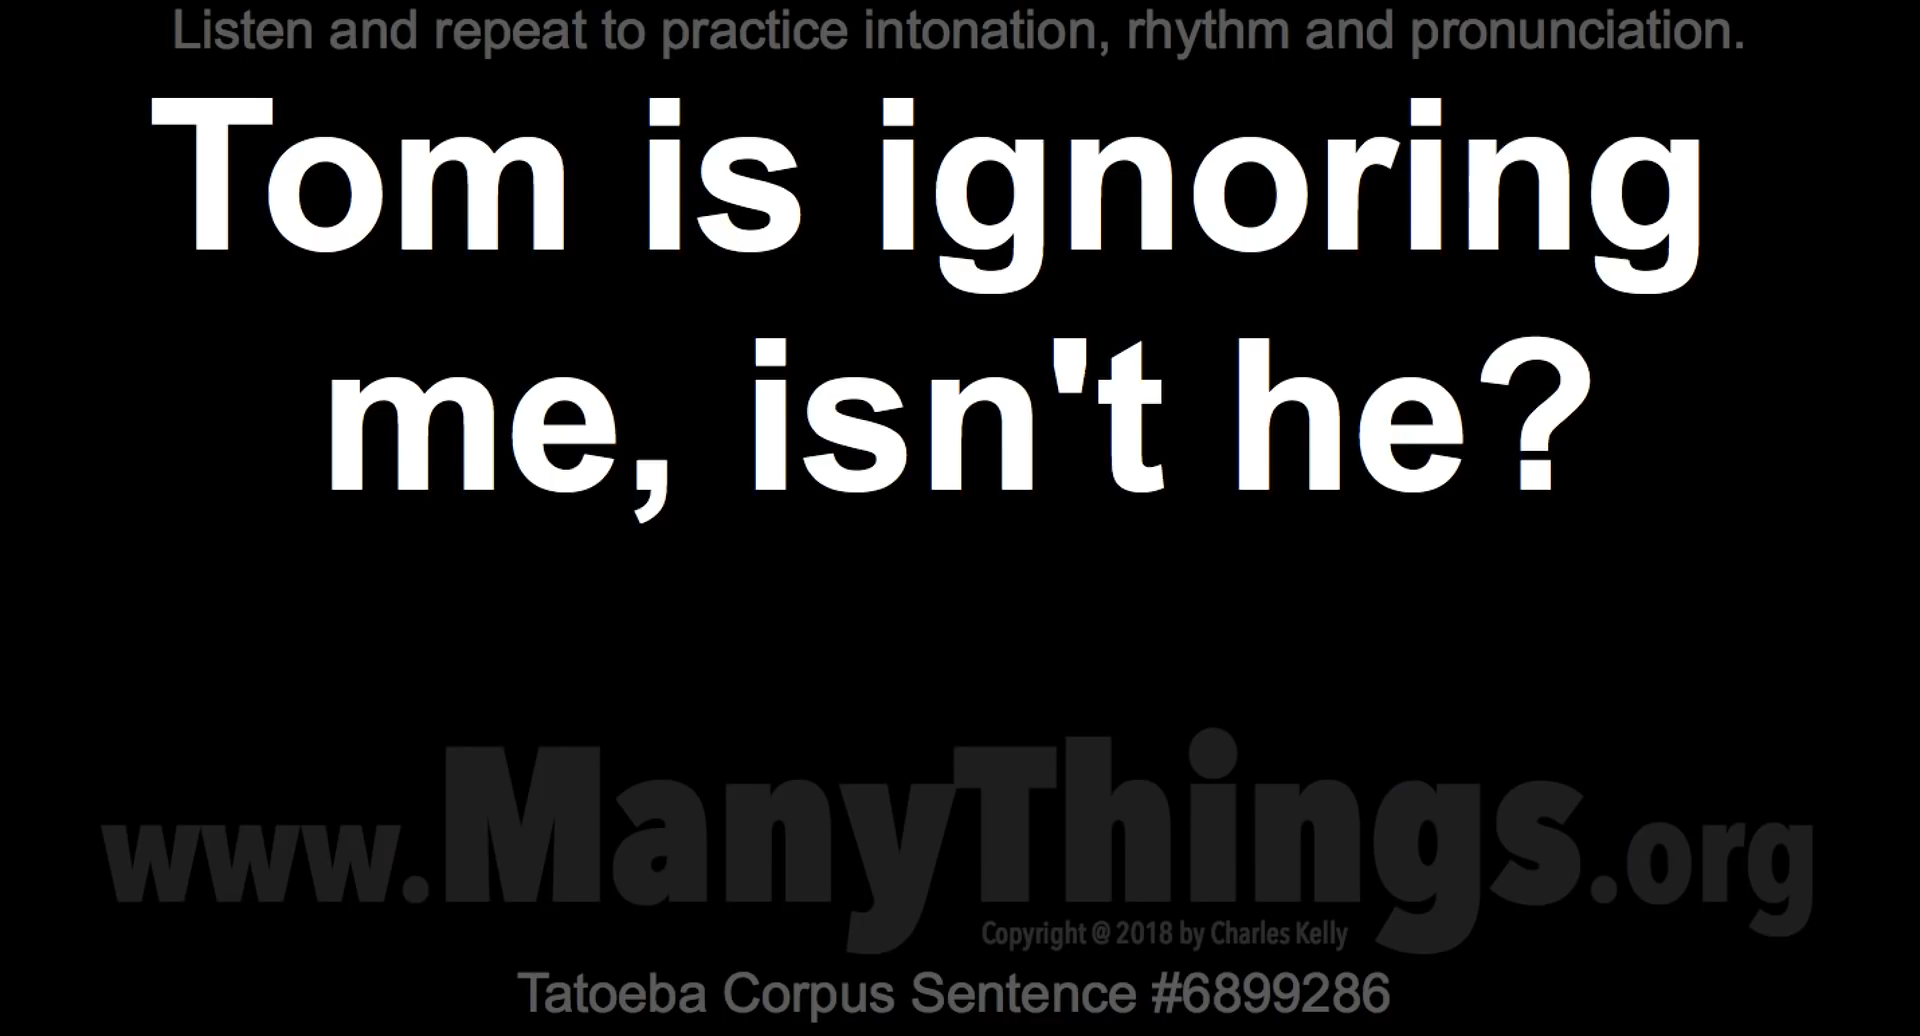 Listen and repeat to practice intonation, rhythm and pronunciation.
Tom is ignoring
me, isn't he?
www.ManyThings.org
Copyright @ 2018 by Charles Kelly
Tatoeba Corpus Sentence #6899286